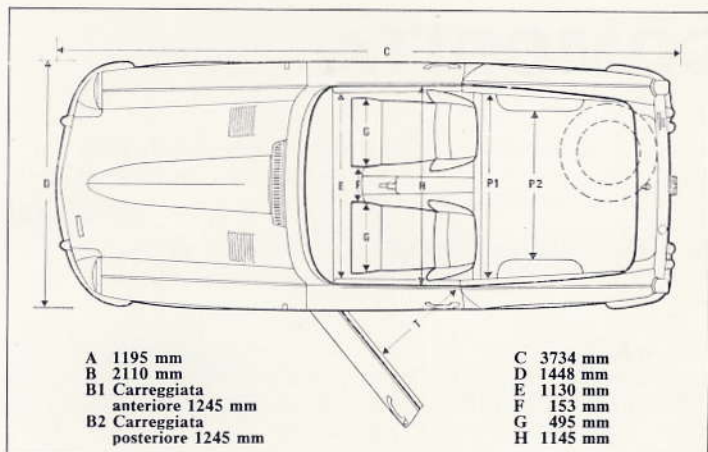 C
D
E
F
G
G
H
P1
P2
T
A 1195 mm
B 2110 mm
B1 Carreggiata
anteriore 1245 mm
B2 Carreggiata
posteriore 1245 mm
C 3734 mm
D 1448 mm
E 1130 mm
F 153 mm
G 495 mm
H 1145 mm